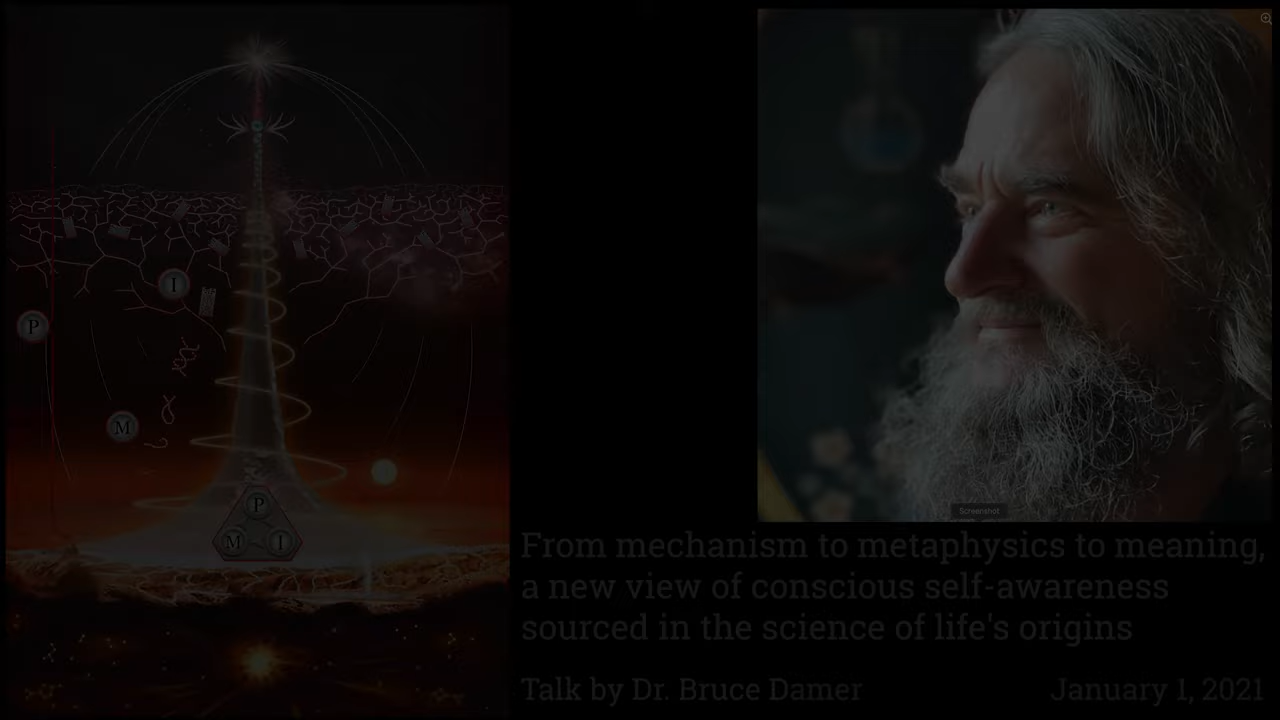 I
P
M
P
M I
Screenshot
From mechanism to metaphysics to meaning,
a new view of conscious self-awareness
sourced in the science of life's origins
Talk by Dr. Bruce Damer January 1, 2021